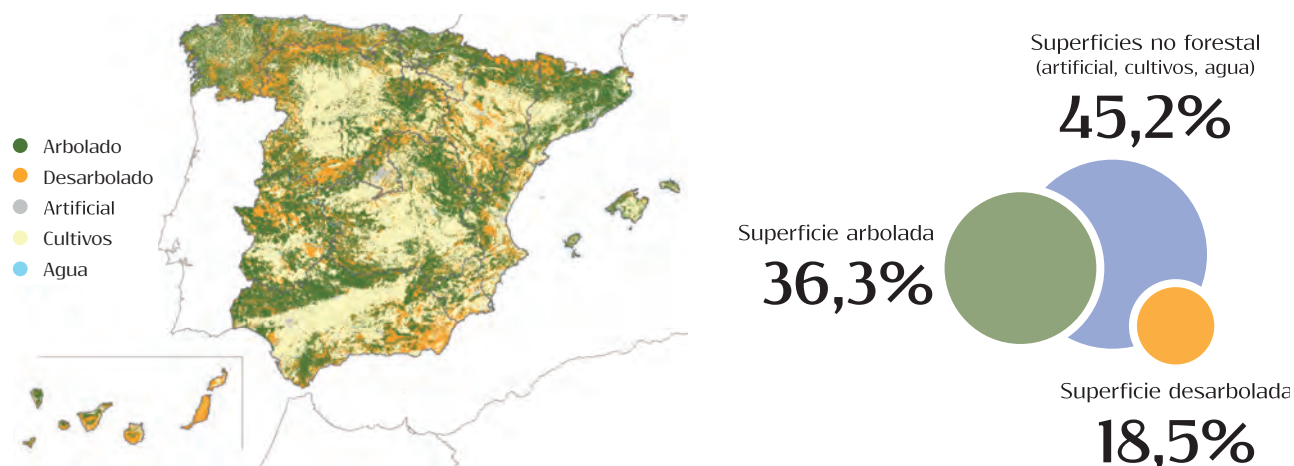 Arbolado
Desarbolado
Artificial
Cultivos
Agua
Superficies no forestal
(artificial, cultivos, agua)
45,2%
Superficie arbolada
36,3%
Superficie desarbolada
18,5%